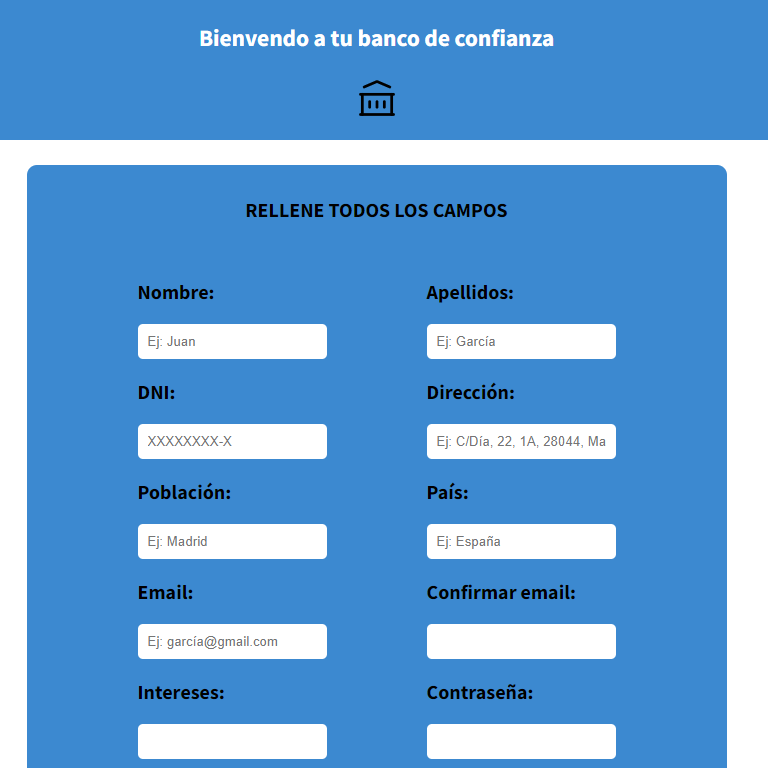 Bienvendo a tu banco de confianza
RELLENE TODOS LOS CAMPOS
Nombre:
Apellidos:
Ej: Juan
Ej: García
DNI:
Dirección:
XXXXXXXX-X
Ej: C/Día, 22, 1A, 28044, Ma
Población:
País:
Ej: Madrid
Ej: España
Email:
Confirmar email:
Ej: garcía@gmail.com
Intereses:
Contraseña: